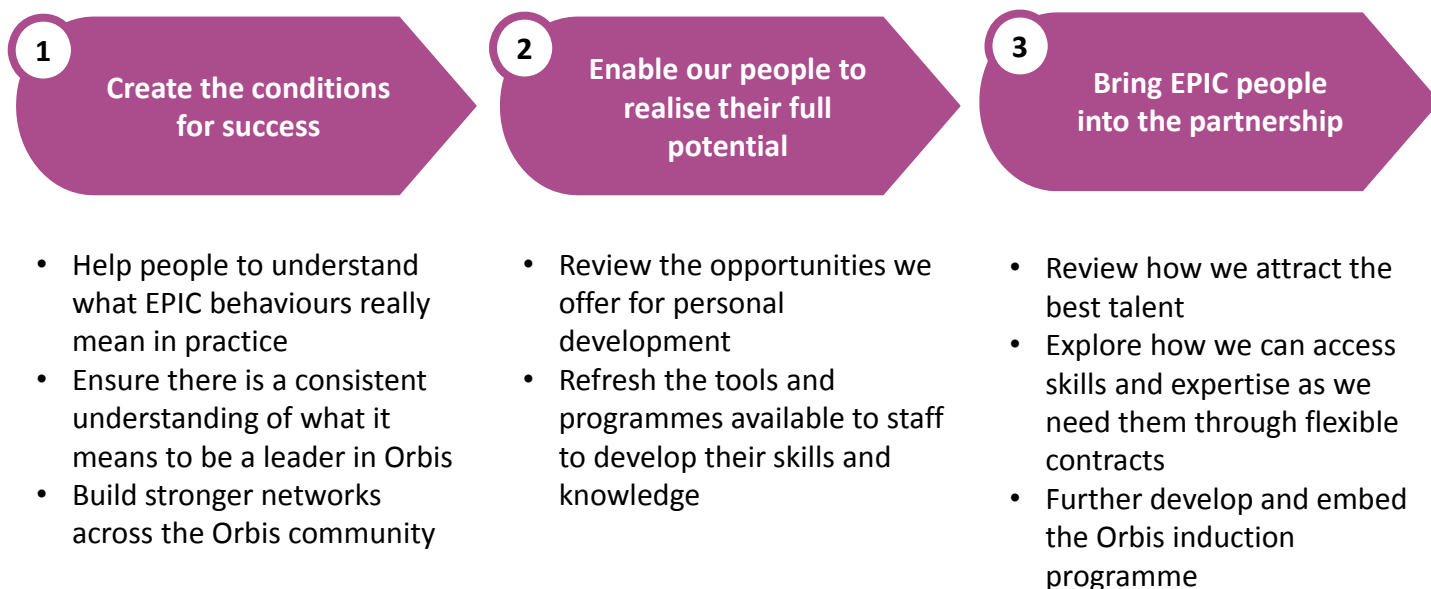 1
Create the conditions
for success
• Help people to understand
what EPIC behaviours really
mean in practice
• Ensure there is a consistent
understanding of what it
means to be a leader in Orbis
• Build stronger networks
across the Orbis community
2
Enable our people to
realise their full
potential
• Review the opportunities we
offer for personal
development
• Refresh the tools and
programmes available to staff
to develop their skills and
knowledge
3
Bring EPIC people
into the partnership
• Review how we attract the
best talent
• Explore how we can access
skills and expertise as we
need them through flexible
contracts
• Further develop and embed
the Orbis induction
programme